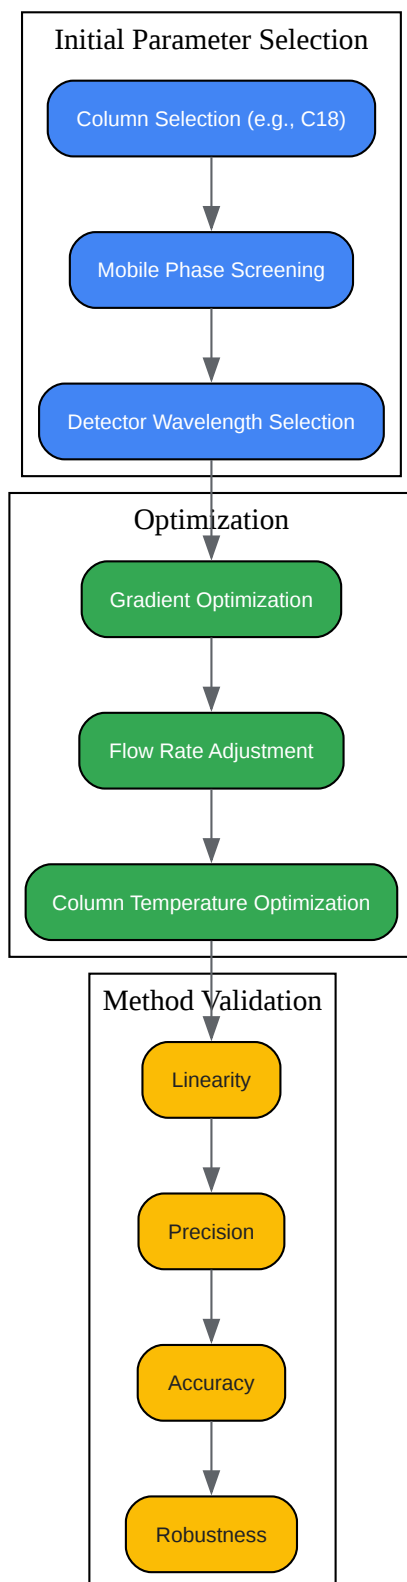 Initial Parameter Selection
Column Selection (e.g., C18)
Mobile Phase Screening
Detector Wavelength Selection
Optimization
Gradient Optimization
Flow Rate Adjustment
Column Temperature Optimization
Method Validation
Linearity
Precision
Accuracy
Robustness